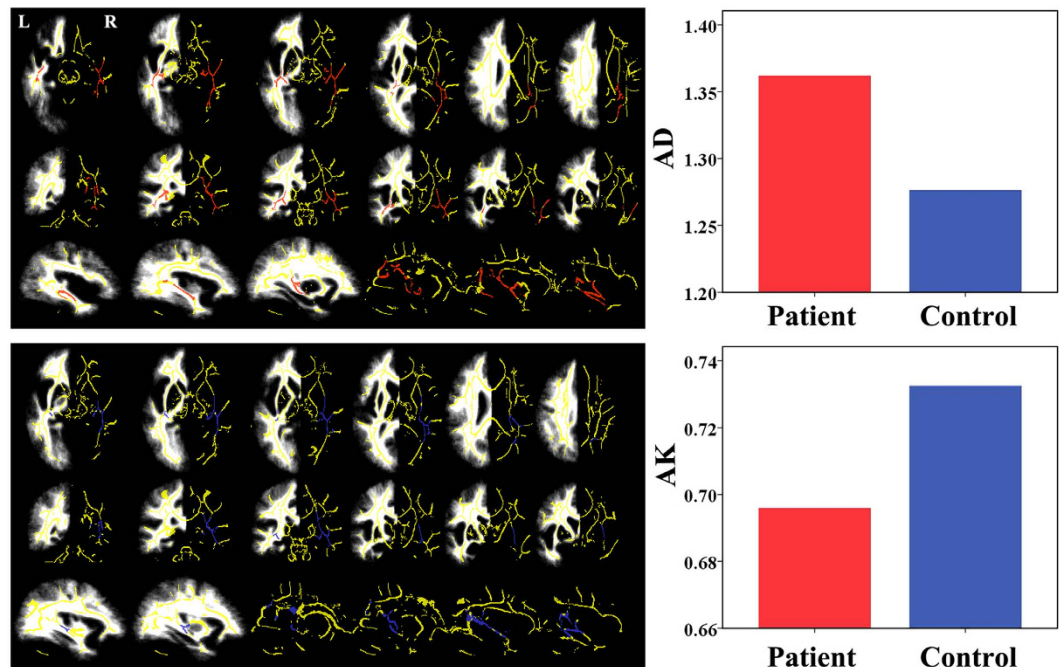 L R
1.40
1.35
1.30
1.25
1.20
AD
Patient Control
0.74
0.72
0.70
0.68
0.66
AK
Patient Control